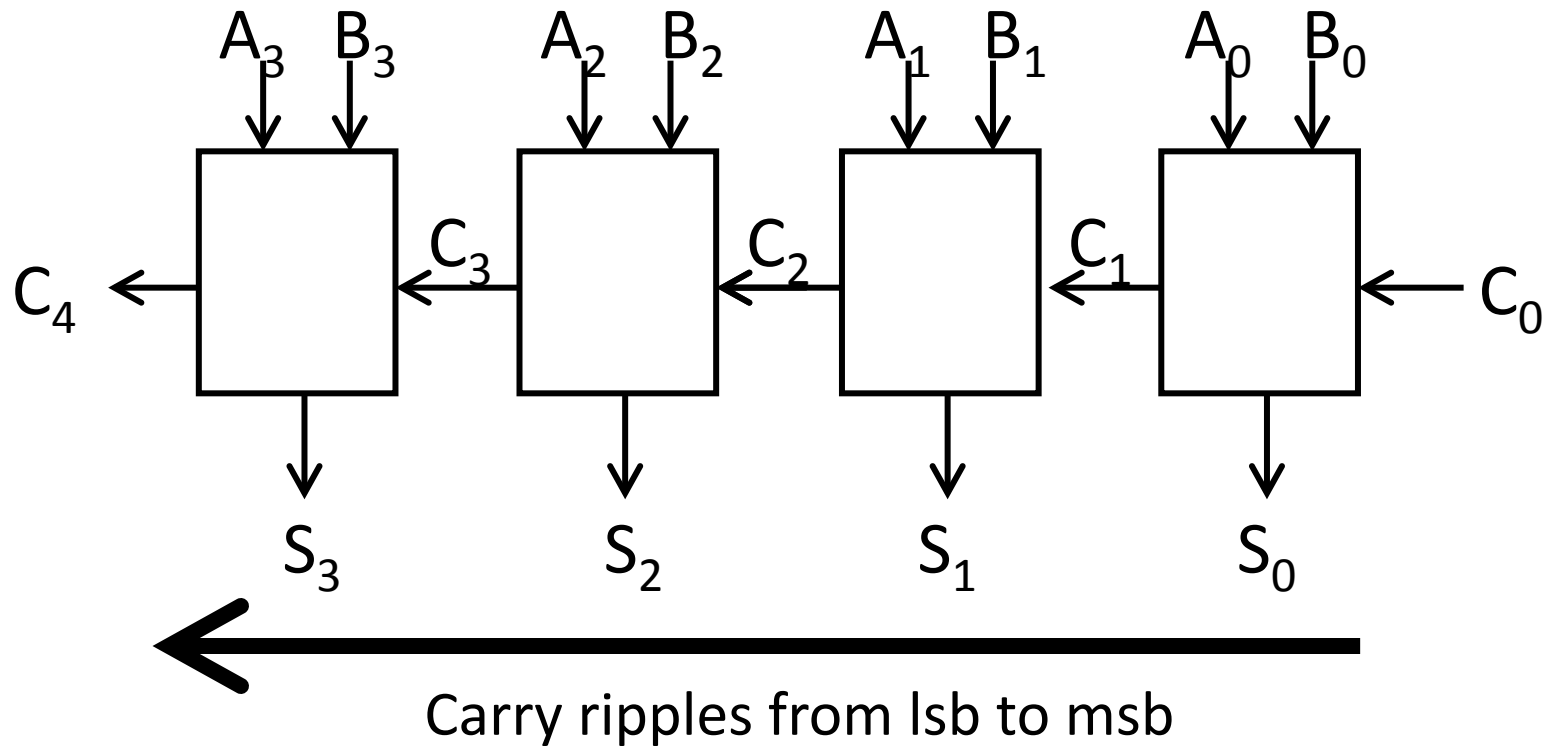 A₃ B₃ A₂ B₂ A₁ B₁ A₀ B₀
C₃ C₂ C₁
C₄ C₀
S₃ S₂ S₁ S₀
Carry ripples from lsb to msb